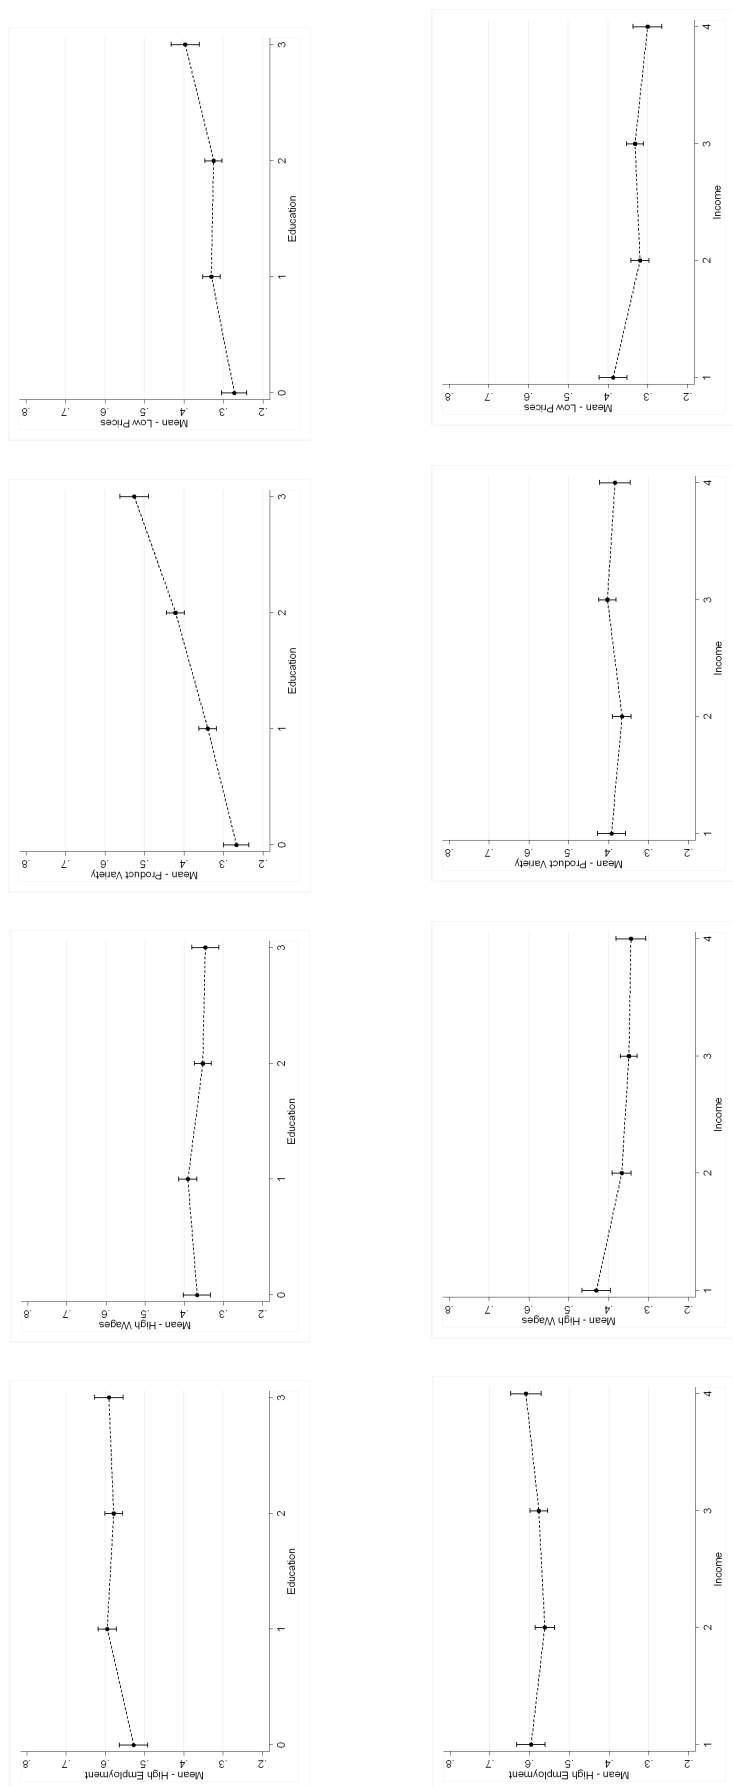 Mean - High Employment
.8
.7
.6
.5
.4
.3
.2
0 1 2 3
Education
Mean - High Wages
.8
.7
.6
.5
.4
.3
.2
0 1 2 3
Education
Mean - Product Variety
.8
.7
.6
.5
.4
.3
.2
0 1 2 3
Education
Mean - Low Prices
.8
.7
.6
.5
.4
.3
.2
0 1 2 3
Education
Mean - High Employment
.8
.7
.6
.5
.4
.3
.2
1 2 3 4
Income
Mean - High Wages
.8
.7
.6
.5
.4
.3
.2
1 2 3 4
Income
Mean - Product Variety
.8
.7
.6
.5
.4
.3
.2
1 2 3 4
Income
Mean - Low Prices
.8
.7
.6
.5
.4
.3
.2
1 2 3 4
Income